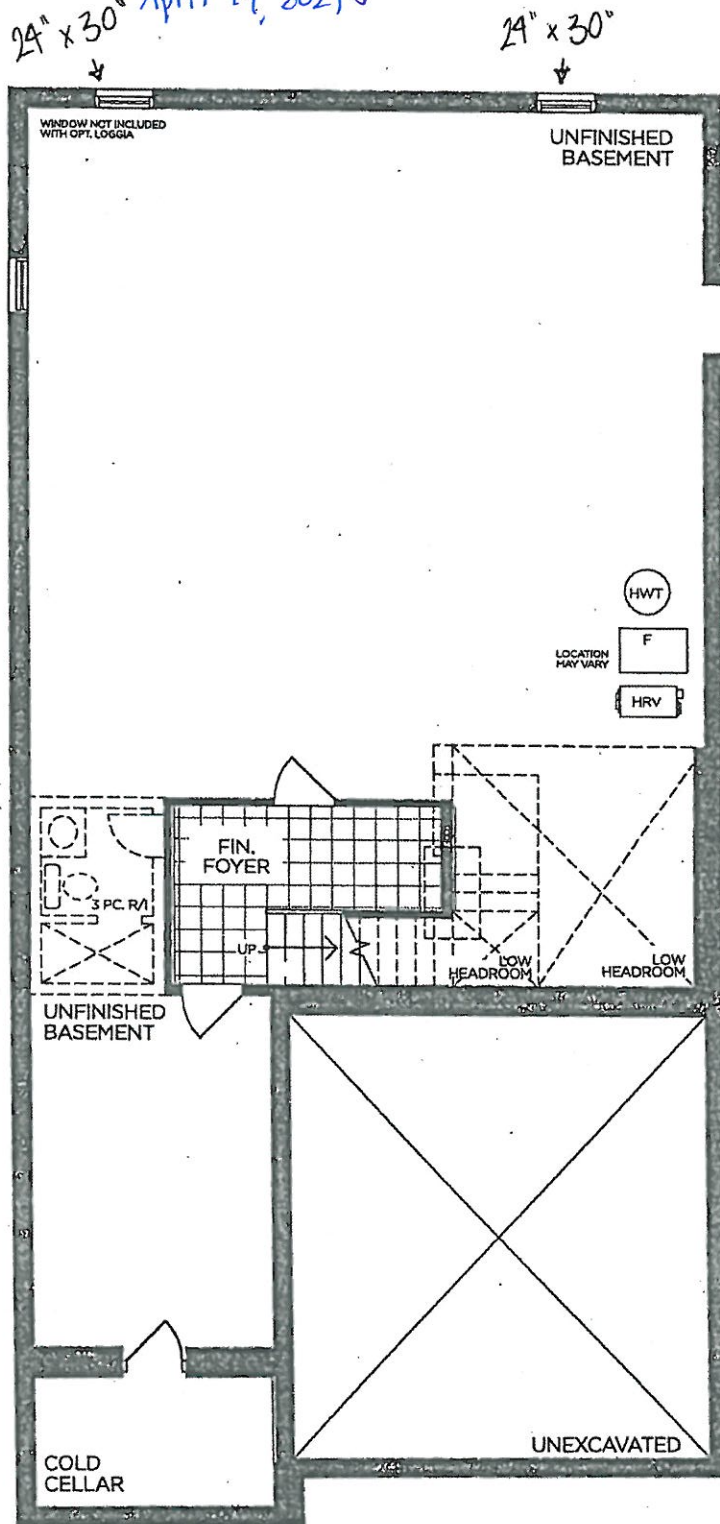 24" x 30"
24" x 30"
WINDOW NOT INCLUDED
WITH OPT. LOGGIA
UNFINISHED
BASEMENT
HWT
F
LOCATION
MAY VARY
HRV
FIN.
FOYER
3 PC. R/I
UP
LOW
HEADROOM
LOW
HEADROOM
UNFINISHED
BASEMENT
UNEXCAVATED
COLD
CELLAR